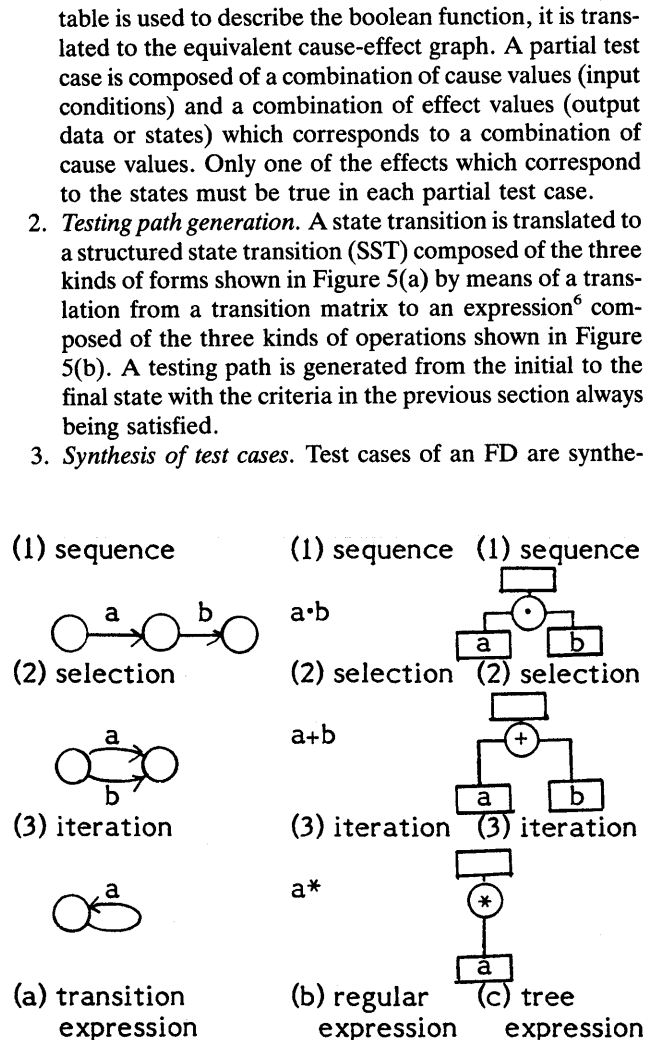 table is used to describe the boolean function, it is trans-
lated to the equivalent cause-effect graph. A partial test
case is composed of a combination of cause values (input
conditions) and a combination of effect values (output
data or states) which corresponds to a combination of
cause values. Only one of the effects which correspond
to the states must be true in each partial test case.
2. Testing path generation. A state transition is translated to
a structured state transition (SST) composed of the three
kinds of forms shown in Figure 5(a) by means of a trans-
lation from a transition matrix to an expression⁶ com-
posed of the three kinds of operations shown in Figure
5(b). A testing path is generated from the initial to the
final state with the criteria in the previous section always
being satisfied.
3. Synthesis of test cases. Test cases of an FD are synthe-
(1) sequence (1) sequence (1) sequence
a b a•b •
a b
(2) selection (2) selection (2) selection
a a+b +
b a b
(3) iteration (3) iteration (3) iteration
a a* *
a
(a) transition (b) regular (c) tree
expression expression expression